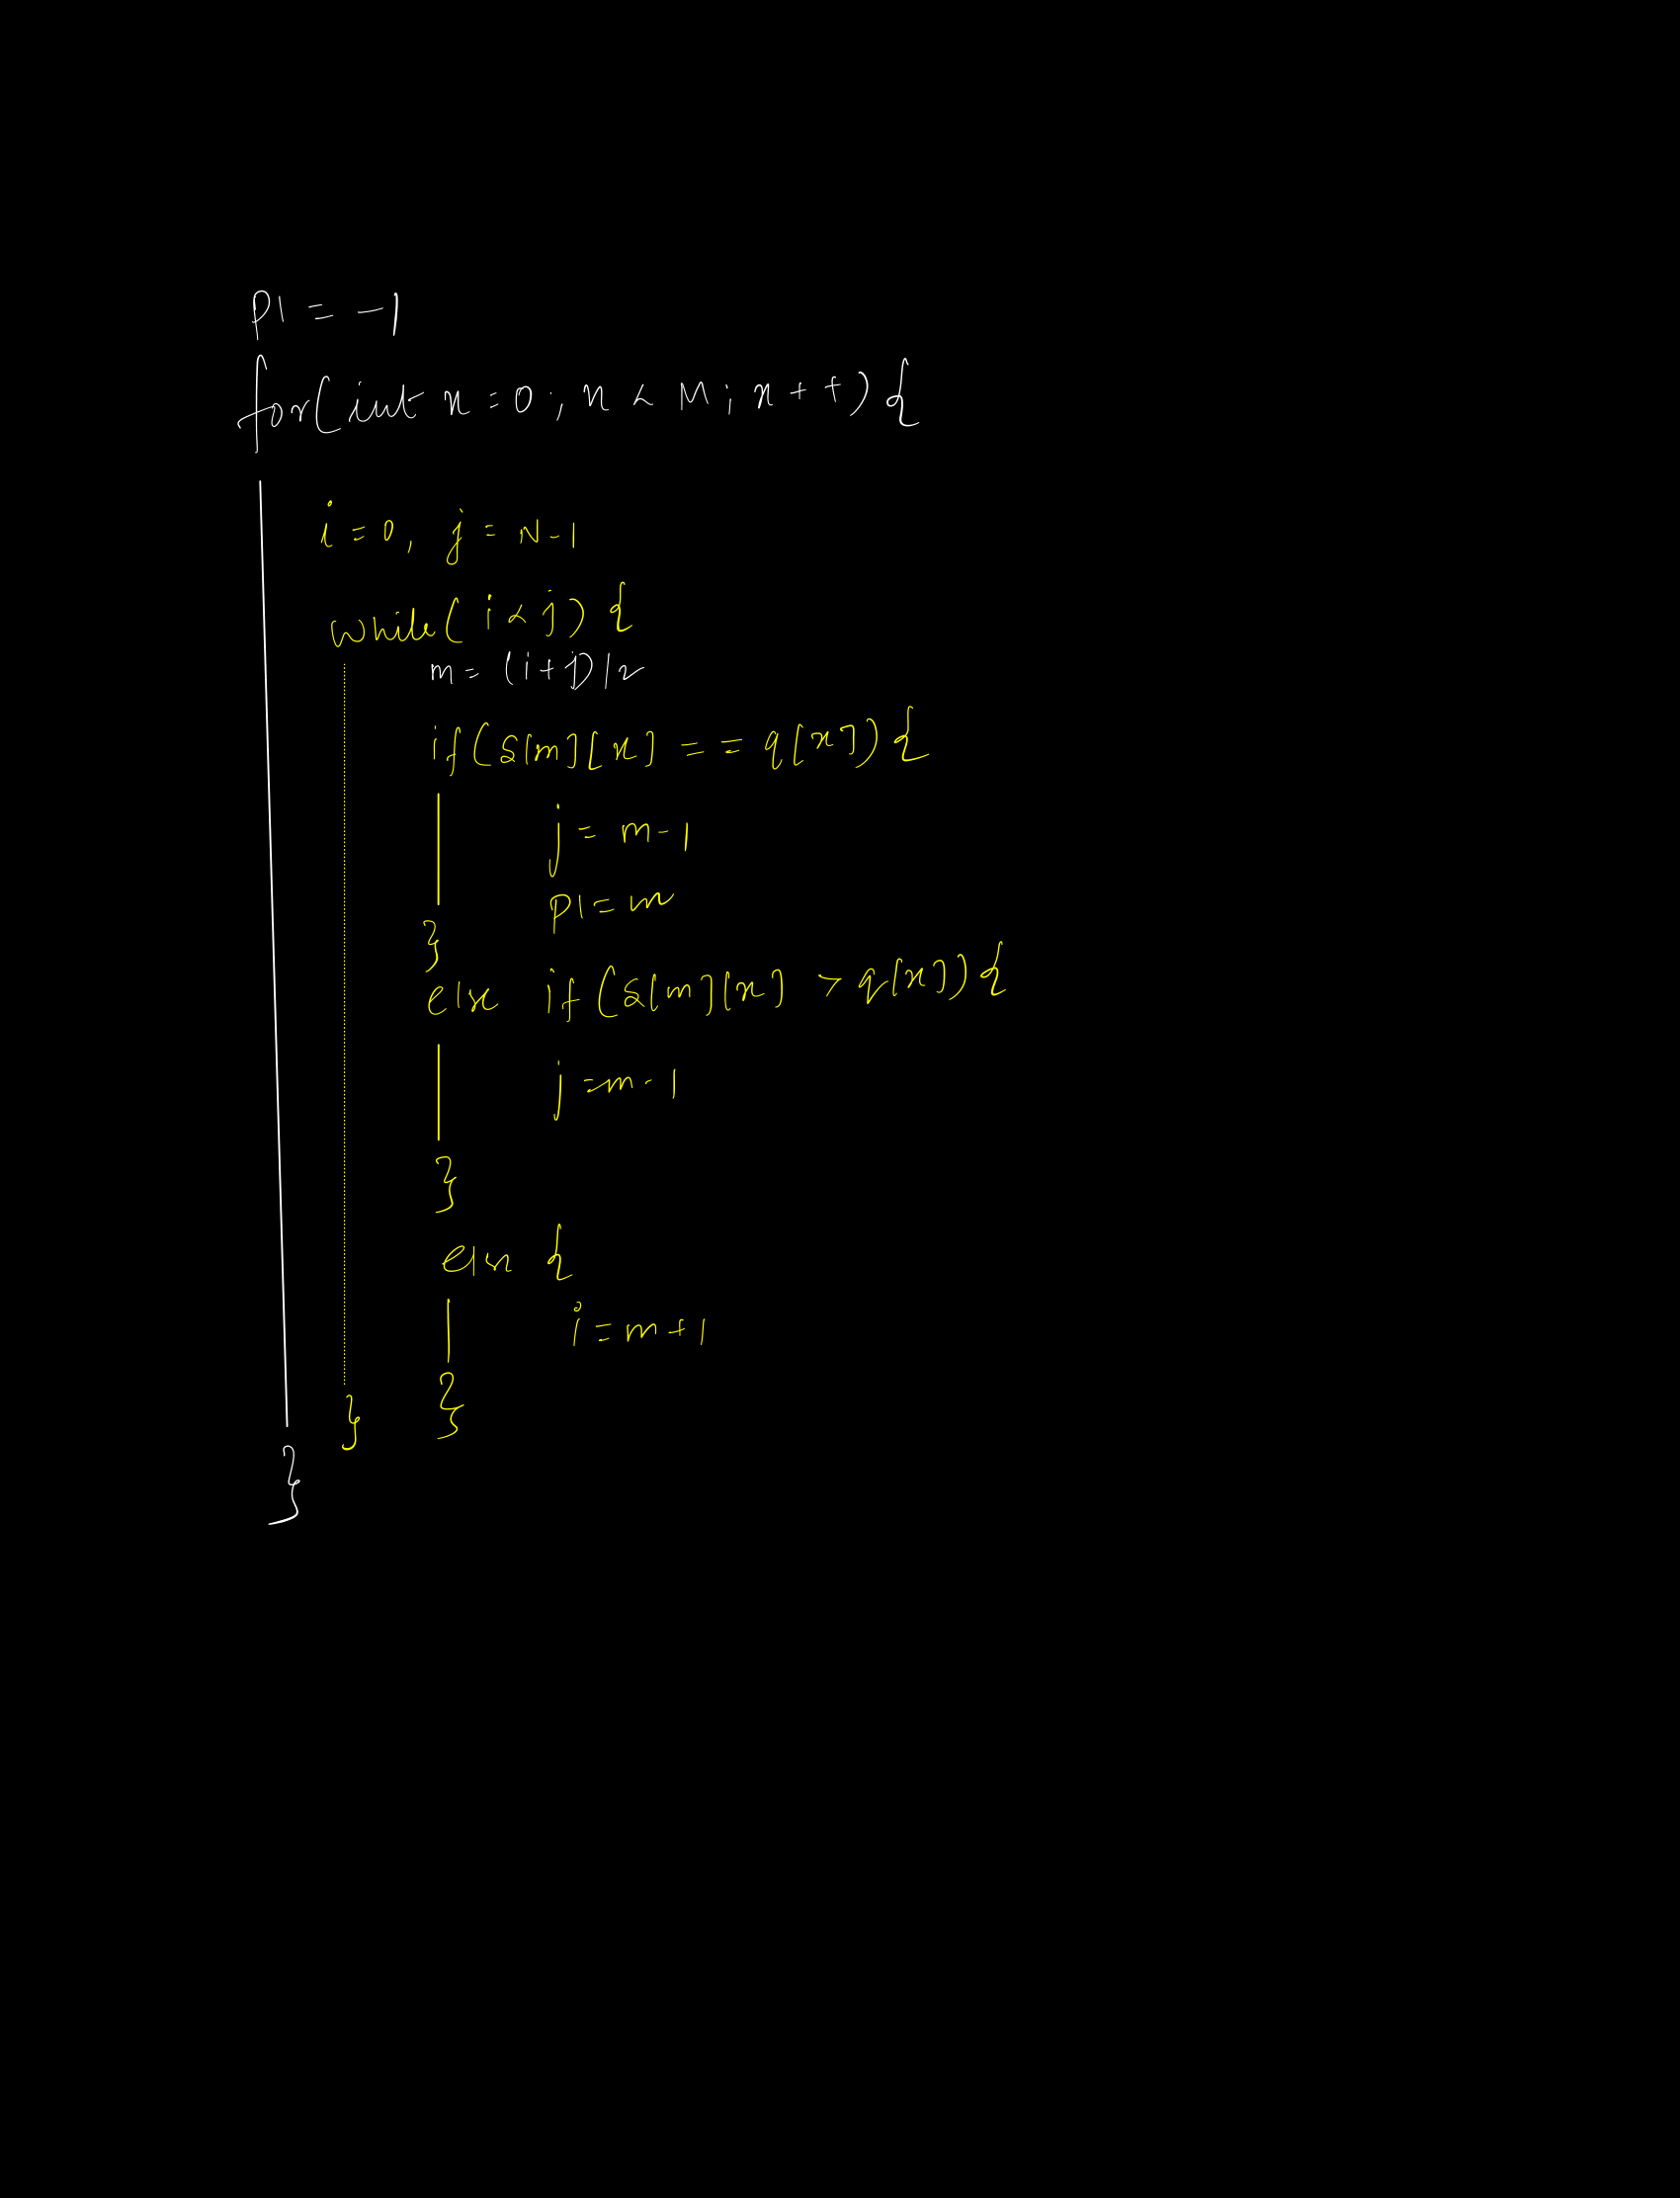 P1 = -1
for(int x = 0; x < M; x++) {
i = 0, j = N-1
while( i < j ) {
m = (i+j)/2
if(S[m][x] == q[x]) {
j = m-1
P1 = m
}
else if(S[m][x] > q[x]) {
j = m-1
}
else {
i = m+1
}
}
}